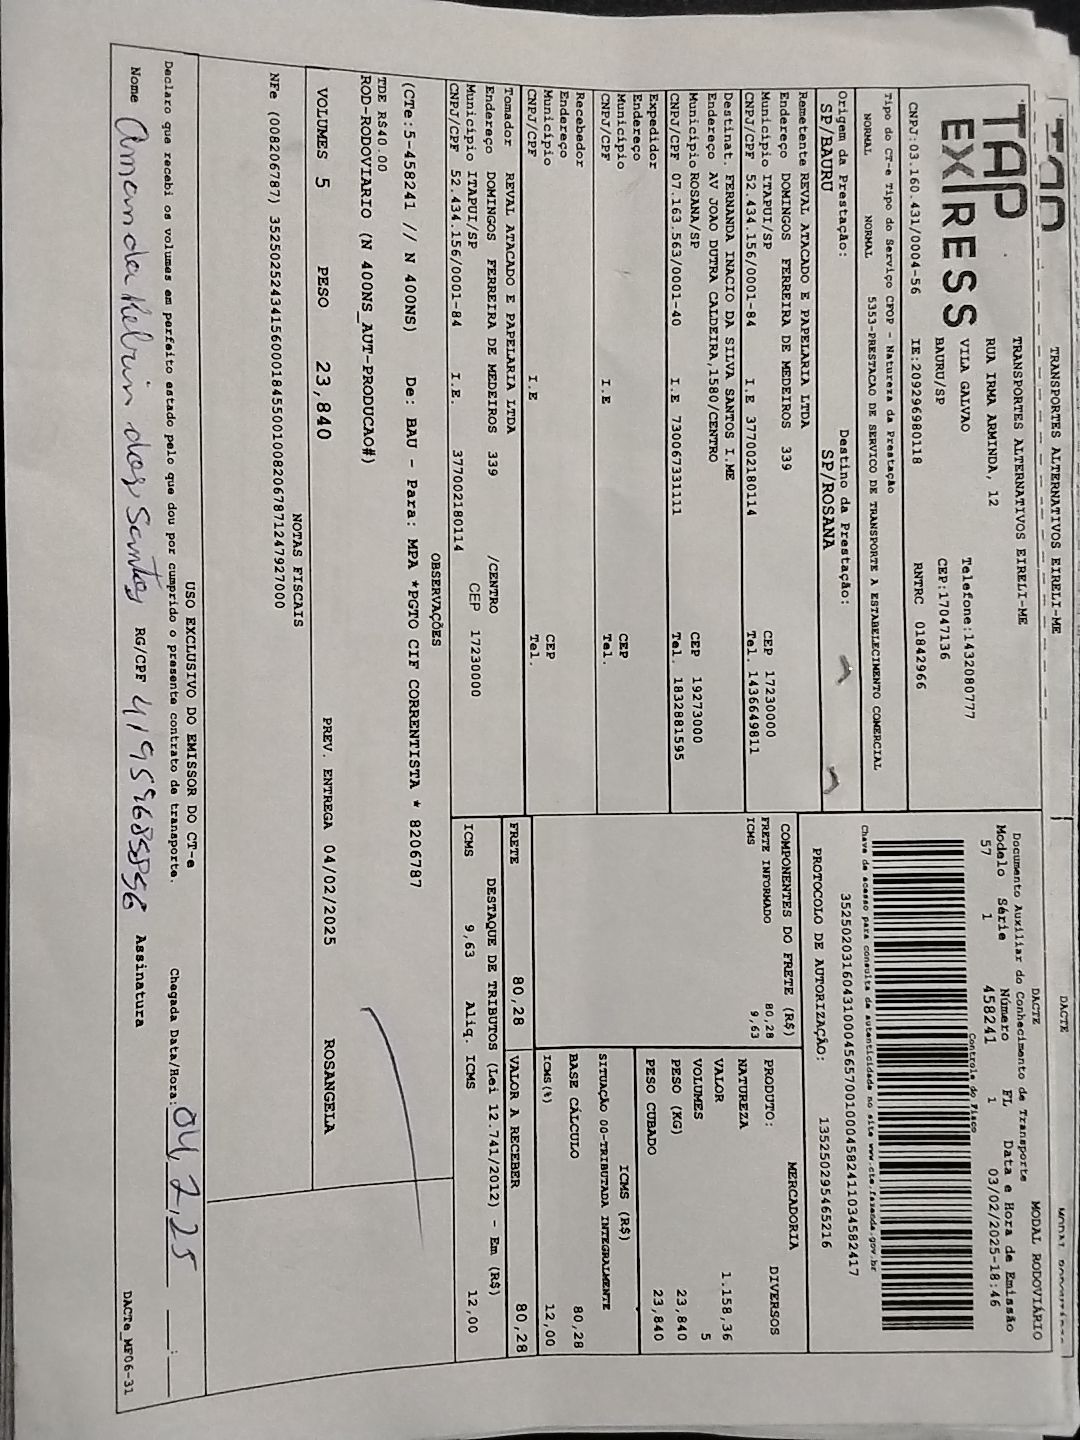 TRANSPORTES ALTERNATIVOS EIRELI-ME
DACTE
TAP EXPRESS
TRANSPORTES ALTERNATIVOS EIRELI-ME
RUA IRMA ARMINDA, 12
VILA GALVAO Telefone:1432080777
BAURU/SP CEP:17047136
CNPJ:03.160.431/0004-56 IE:209296980118 RNTRC 01842966
DACTE MODAL RODOVIÁRIO
Documento Auxiliar do Conhecimento de Transporte
Modelo Série Número FL Data e Hora de Emissão
57 1 458241 1 03/02/2025-18:46
Controle do Fisco
Tipo do CT-e Tipo do Serviço CFOP - Natureza da Prestação
NORMAL NORMAL 5353-PRESTACAO DE SERVICO DE TRANSPORTE A ESTABELECIMENTO COMERCIAL
Chave de acesso para consulta de autenticidade no site www.cte.fazenda.gov.br
35250203160431000456570010004582411034582417
Origem da Prestação: Destino da Prestação:
SP/BAURU SP/ROSANA
PROTOCOLO DE AUTORIZAÇÃO: 135250295465216
Remetente REVAL ATACADO E PAPELARIA LTDA
Endereço DOMINGOS FERREIRA DE MEDEIROS 339
Município ITAPUI/SP CEP 17230000
CNPJ/CPF 52.434.156/0001-84 I.E 377002180114 Tel. 1436649811
Destinat. FERNANDA INACIO DA SILVA SANTOS I.ME
Endereço AV JOAO DUTRA CALDEIRA,1580/CENTRO
Município ROSANA/SP CEP 19273000
CNPJ/CPF 07.163.563/0001-40 I.E 730067331111 Tel. 1832881595
Expedidor
Endereço
Município CEP
CNPJ/CPF I.E Tel.
Recebedor
Endereço
Município CEP
CNPJ/CPF I.E Tel.
Tomador REVAL ATACADO E PAPELARIA LTDA
Endereço DOMINGOS FERREIRA DE MEDEIROS 339 /CENTRO
Município ITAPUI/SP CEP 17230000
CNPJ/CPF 52.434.156/0001-84 I.E. 377002180114
COMPONENTES DO FRETE (R$)
FRETE INFORMADO 80,28
ICMS 9,63
MERCADORIA
PRODUTO: DIVERSOS
NATUREZA
VALOR 1.158,36
VOLUMES 5
PESO (KG) 23,840
PESO CUBADO 23,840
ICMS (R$)
SITUAÇÃO 00-TRIBUTADA INTEGRALMENTE
BASE CÁLCULO 80,28
ICMS(%) 12,00
FRETE 80,28 VALOR A RECEBER 80,28
DESTAQUE DE TRIBUTOS (Lei 12.741/2012) - Em (R$)
ICMS 9,63 Aliq. ICMS 12,00
OBSERVAÇÕES
(CTe:5-458241 // N 400NS) De: BAU - Para: MPA *PGTO CIF CORRENTISTA * 8206787
TDE R$40.00
ROD-RODOVIARIO (N 400NS_AUT-PRODUCAO#)
VOLUMES 5 PESO 23,840 PREV. ENTREGA 04/02/2025 ROSANGELA
NOTAS FISCAIS
NFe (008206787) 35250252434156000184550010082067871247927000
USO EXCLUSIVO DO EMISSOR DO CT-e
Declaro que recebi os volumes em perfeito estado pelo que dou por cumprido o presente contrato de transporte. Chegada Data/Hora: 04,2,25 :
Nome Amanda Kelrin dos Santos RG/CPF 41959685896 Assinatura
DACTe_MF06-31